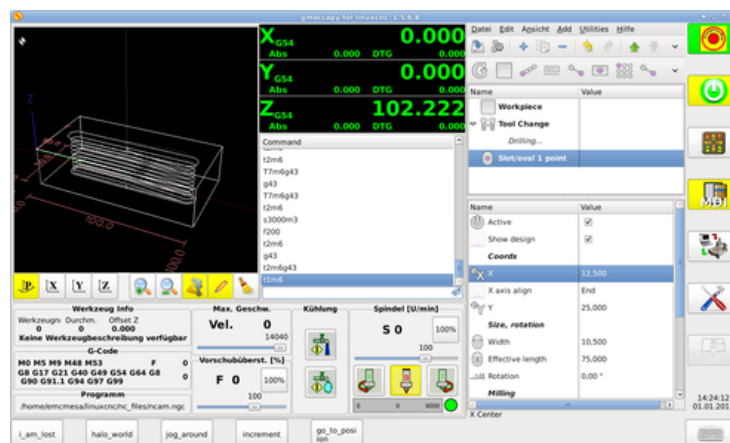 gmoccapy for linuxcnc 1.5.6.8
X G54 0.000
Abs 0.000 DTG 0.000
Y G54 0.000
Abs 0.000 DTG 0.000
Z G54 102.222
Abs 0.000 DTG 0.000
Z
100.0
100.0
Command
t2m6
T7m6g43
g43
T7m6g43
t2m6
s3000m3
f200
t2m6
g43
t2m6g43
t1m6
Datei Edit Ansicht Add Utilities Hilfe
Name Value
Workpiece
Tool Change
Drilling...
Slot/oval 1 point
Name Value
Active
Show design
Coords
X 12,500
X axis align End
Y 25,000
Size, rotation
Width 10,500
Effective length 75,000
Rotation 0,00 °
Milling
X Center
MDI
14:24:12
P X Y Z
Werkzeug Info
Werkzeugnr Durchm. Offset Z
0 0 0.000
Keine Werkzeugbeschreibung verfügbar
G-Code
M0 M5 M9 M48 M53 F 0
G8 G17 G21 G40 G49 G54 G64 G8 0
G90 G91.1 G94 G97 G99
Programm
/home/emcmesa/linuxcnc/nc_files/ncam.ngc
Max. Geschw.
Vel. 0
14040
Vorschubüberst. [%]
F 0 100%
100
Kühlung
Spindel [U/min]
S 0 100%
100
0 0 6000
i_am_lost
halo_world
jog_around
increment
go_to_posi
ion